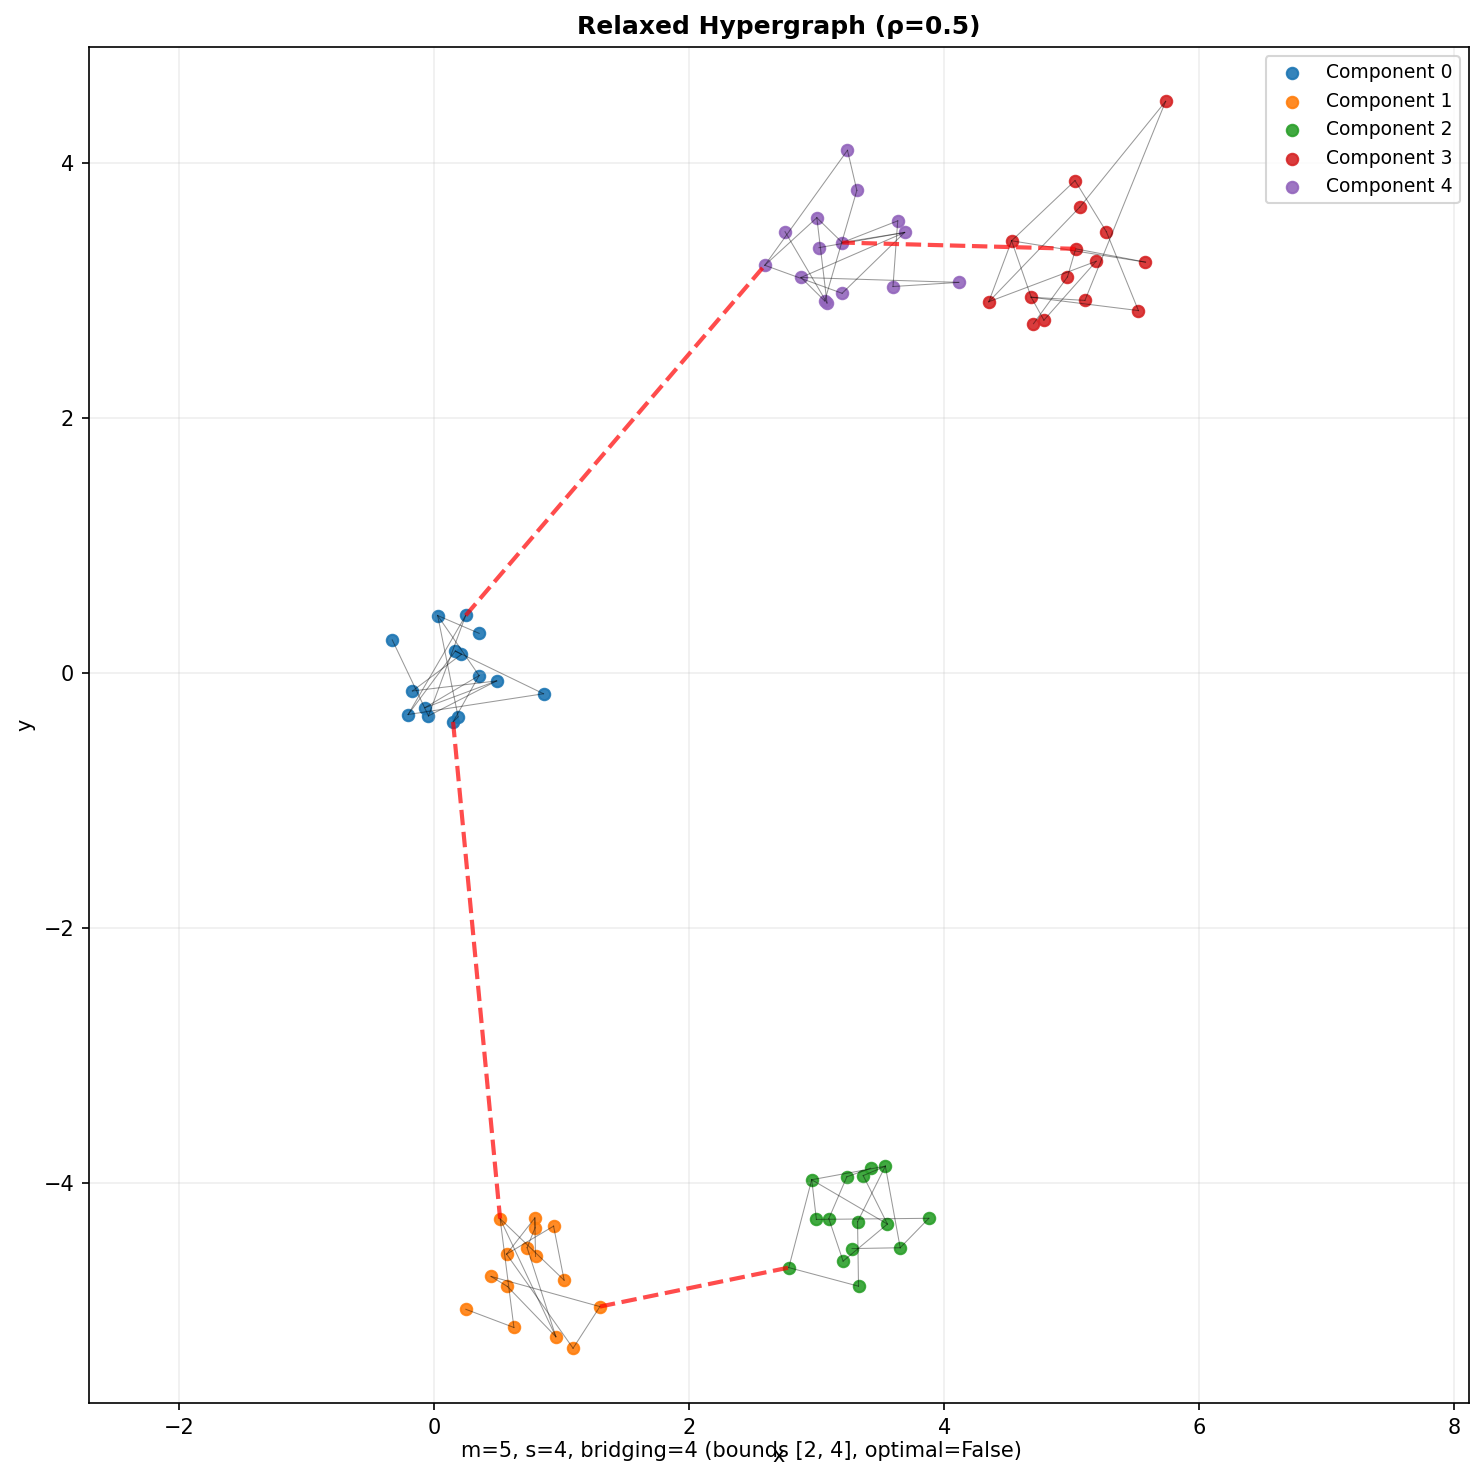 Relaxed Hypergraph (ρ=0.5)
Component 0
Component 1
Component 2
Component 3
Component 4
4
2
0
−2
−4
y
−2
0
2
4
6
8
x
m=5, s=4, bridging=4 (bounds [2, 4], optimal=False)